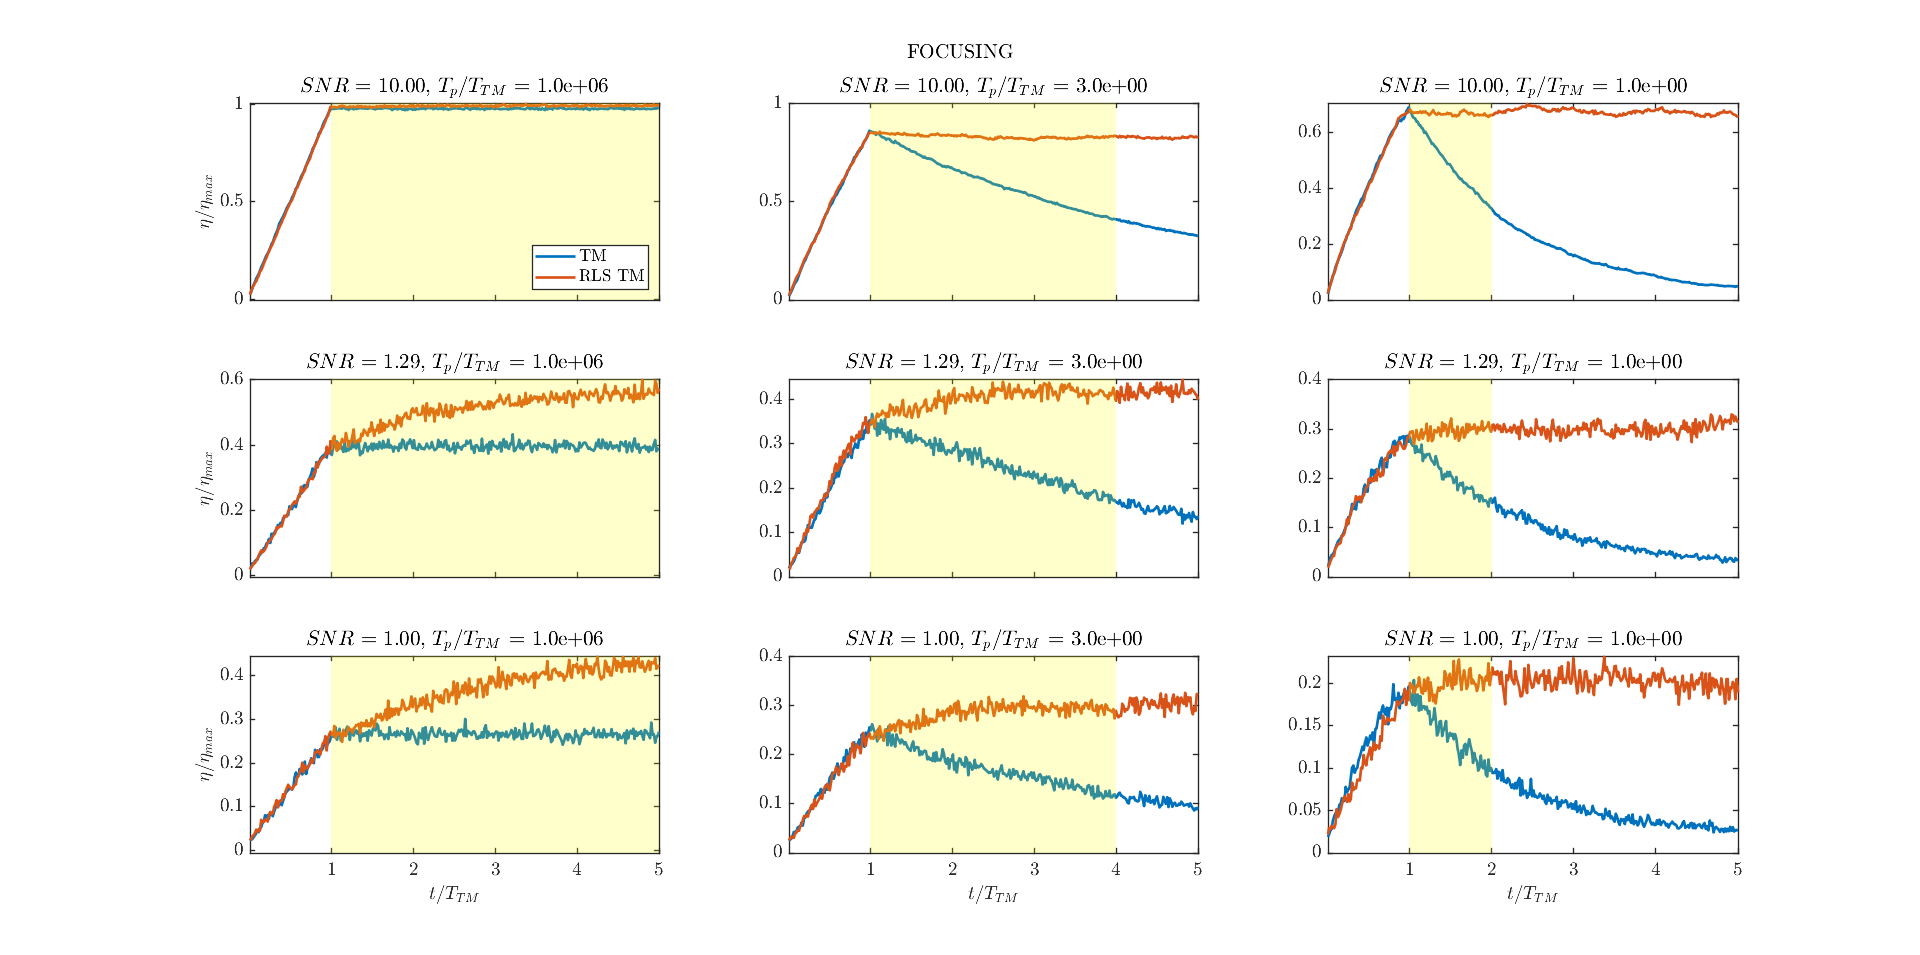 FOCUSING
SNR = 10.00, T_p/T_TM = 1.0e+06
SNR = 10.00, T_p/T_TM = 3.0e+00
SNR = 10.00, T_p/T_TM = 1.0e+00
1
0.5
0
η/η_max
TM
RLS TM
1
0.5
0
0.6
0.4
0.2
0
SNR = 1.29, T_p/T_TM = 1.0e+06
SNR = 1.29, T_p/T_TM = 3.0e+00
SNR = 1.29, T_p/T_TM = 1.0e+00
0.6
0.4
0.2
0
η/η_max
0.4
0.3
0.2
0.1
0
0.4
0.3
0.2
0.1
0
SNR = 1.00, T_p/T_TM = 1.0e+06
SNR = 1.00, T_p/T_TM = 3.0e+00
SNR = 1.00, T_p/T_TM = 1.0e+00
0.4
0.3
0.2
0.1
0
η/η_max
1 2 3 4 5
t/T_TM
0.4
0.3
0.2
0.1
0
1 2 3 4 5
t/T_TM
0.2
0.15
0.1
0.05
0
1 2 3 4 5
t/T_TM